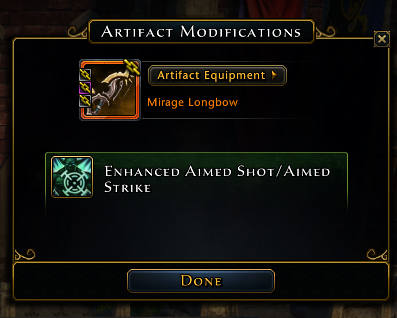 Artifact Modifications
Artifact Equipment
Mirage Longbow
Enhanced Aimed Shot/Aimed
Strike
Done